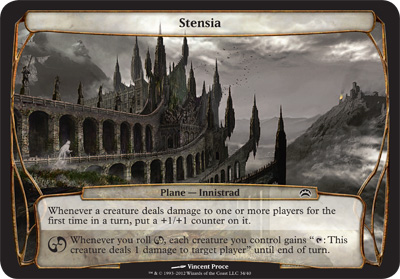 Stensia
Plane — Innistrad
Whenever a creature deals damage to one or more players for the
first time in a turn, put a +1/+1 counter on it.
Whenever you roll , each creature you control gains “ : This
creature deals 1 damage to target player” until end of turn.
Vincent Proce
™ & © 1993–2012 Wizards of the Coast LLC 34/40